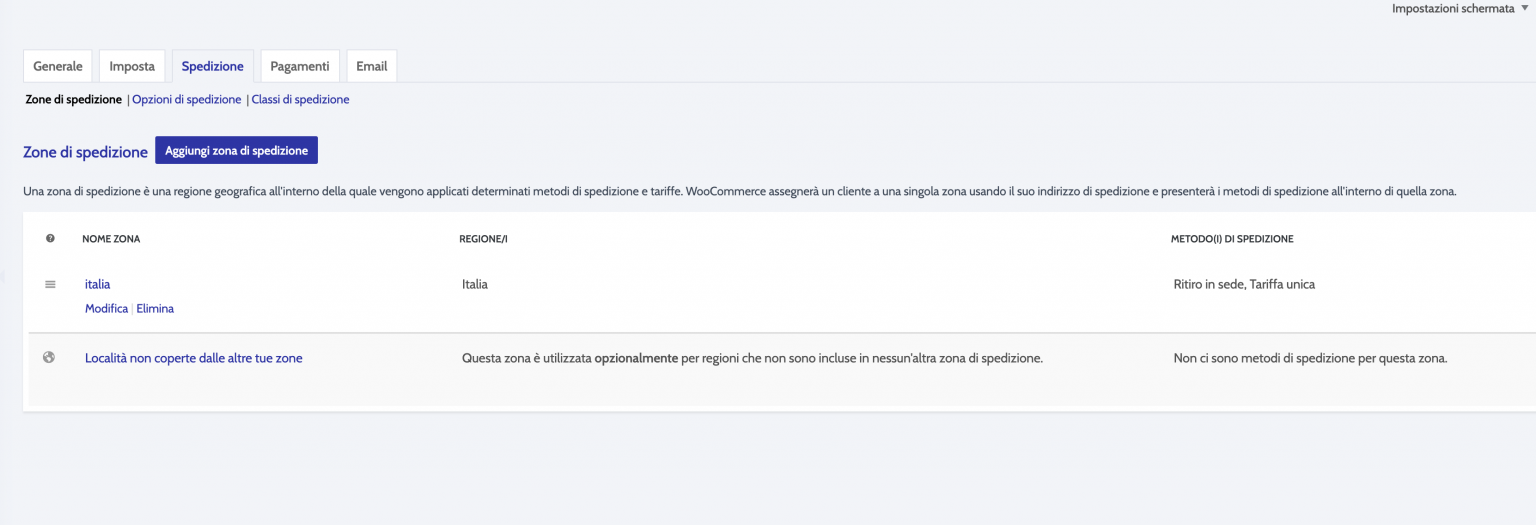 Impostazioni schermata
Generale Imposta Spedizione Pagamenti Email
Zone di spedizione | Opzioni di spedizione | Classi di spedizione
Zone di spedizione Aggiungi zona di spedizione
Una zona di spedizione è una regione geografica all'interno della quale vengono applicati determinati metodi di spedizione e tariffe. WooCommerce assegnerà un cliente a una singola zona usando il suo indirizzo di spedizione e presenterà i metodi di spedizione all'interno di quella zona.
NOME ZONA REGIONE/I METODO(I) DI SPEDIZIONE
italia Italia Ritiro in sede, Tariffa unica
Modifica | Elimina
Località non coperte dalle altre tue zone Questa zona è utilizzata opzionalmente per regioni che non sono incluse in nessun'altra zona di spedizione. Non ci sono metodi di spedizione per questa zona.